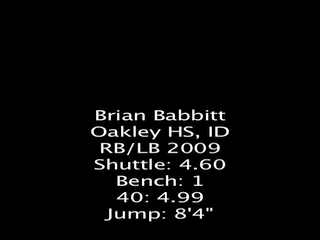 Brian Babbitt
Oakley HS, ID
RB/LB 2009
Shuttle: 4.60
Bench: 1
40: 4.99
Jump: 8'4"